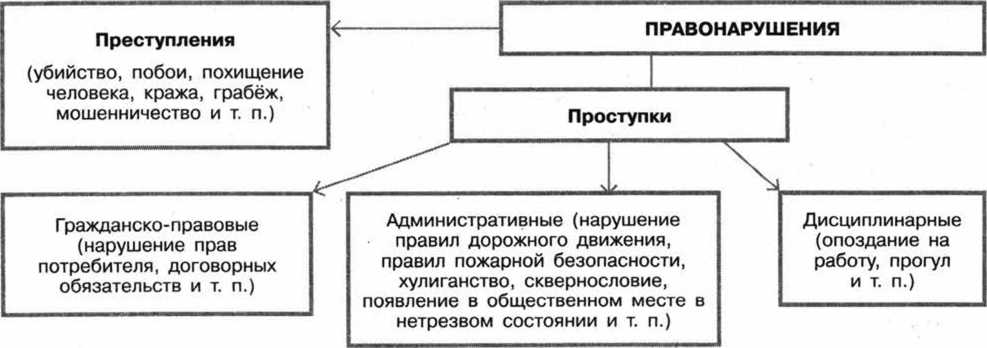 ПРАВОНАРУШЕНИЯ
Преступления
(убийство, побои, похищение
человека, кража, грабёж,
мошенничество и т. п.)
Проступки
Гражданско-правовые
(нарушение прав
потребителя, договорных
обязательств и т. п.)
Административные (нарушение
правил дорожного движения,
правил пожарной безопасности,
хулиганство, сквернословие,
появление в общественном месте в
нетрезвом состоянии и т. п.)
Дисциплинарные
(опоздание на
работу, прогул
и т. п.)